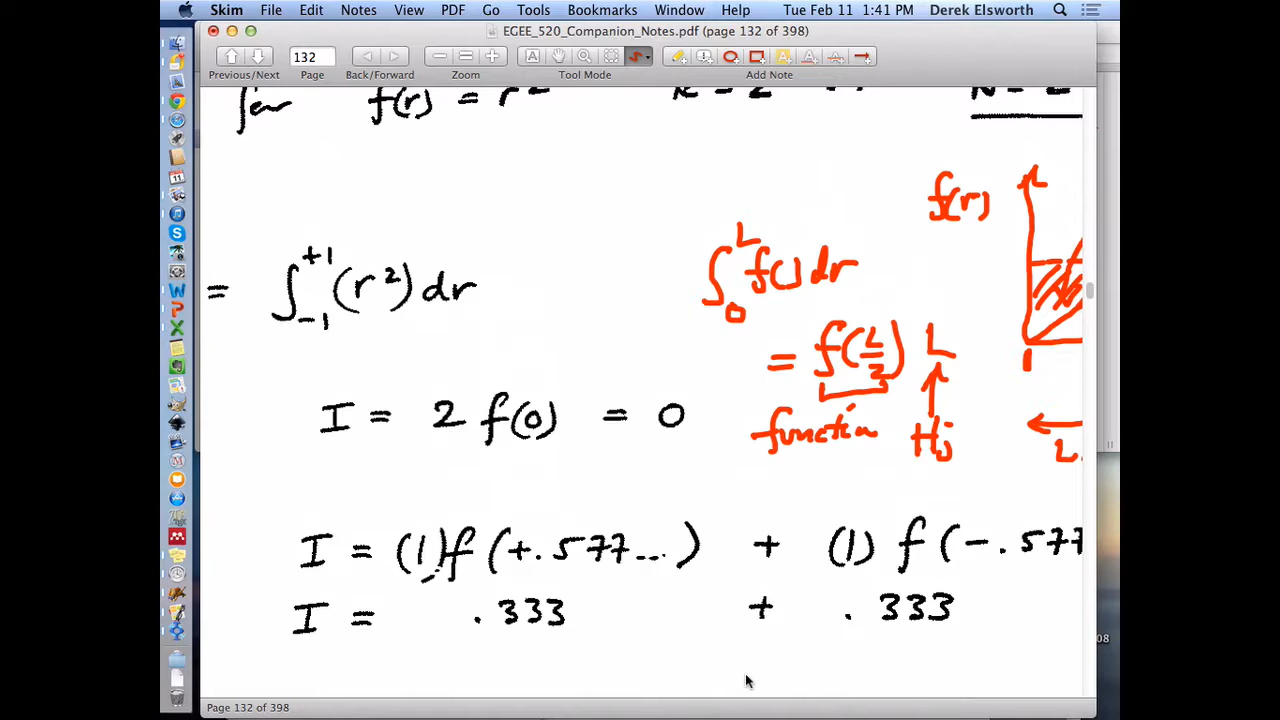 Skim File Edit Notes View PDF Go Tools Bookmarks Window Help Tue Feb 11 1:41 PM Derek Elsworth
EGEE_520_Companion_Notes.pdf (page 132 of 398)
132
Previous/Next Page Back/Forward Zoom Tool Mode Add Note
for f(r) = r²
f(r)
= ∫₋₁⁺¹ (r²) dr
∫₀ᴸ f() dr
= f(L/2) L
I = 2 f(0) = 0
function Hj
L
I = (1) f (+.577...) + (1) f (-.577
I = .333 + .333
Page 132 of 398